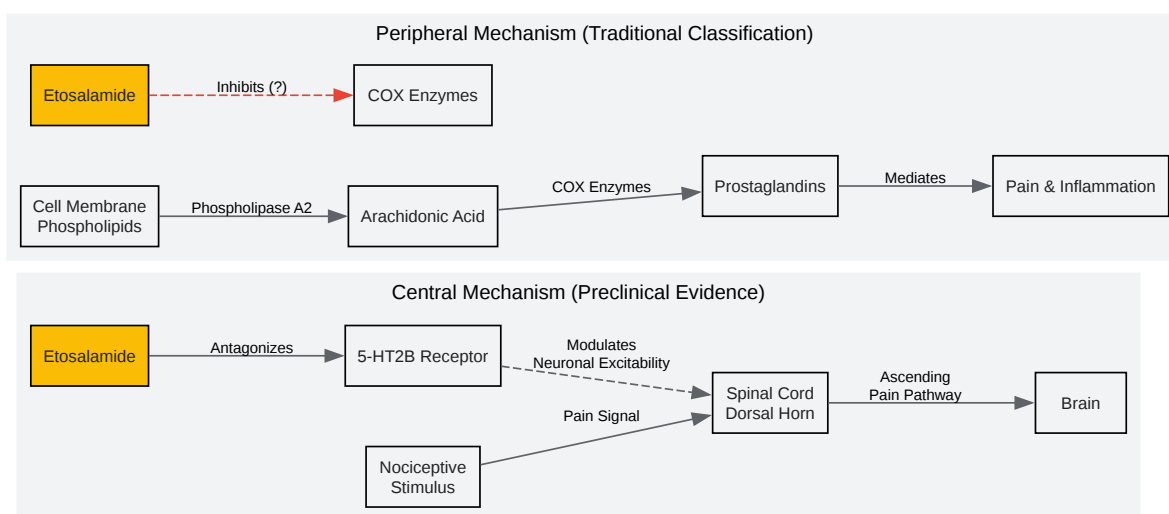 Peripheral Mechanism (Traditional Classification)
Etosalamide
Inhibits (?)
COX Enzymes
Cell Membrane
Phospholipids
Phospholipase A2
Arachidonic Acid
COX Enzymes
Prostaglandins
Mediates
Pain & Inflammation
Central Mechanism (Preclinical Evidence)
Etosalamide
Antagonizes
5-HT2B Receptor
Modulates
Neuronal Excitability
Nociceptive
Stimulus
Pain Signal
Spinal Cord
Dorsal Horn
Ascending
Pain Pathway
Brain